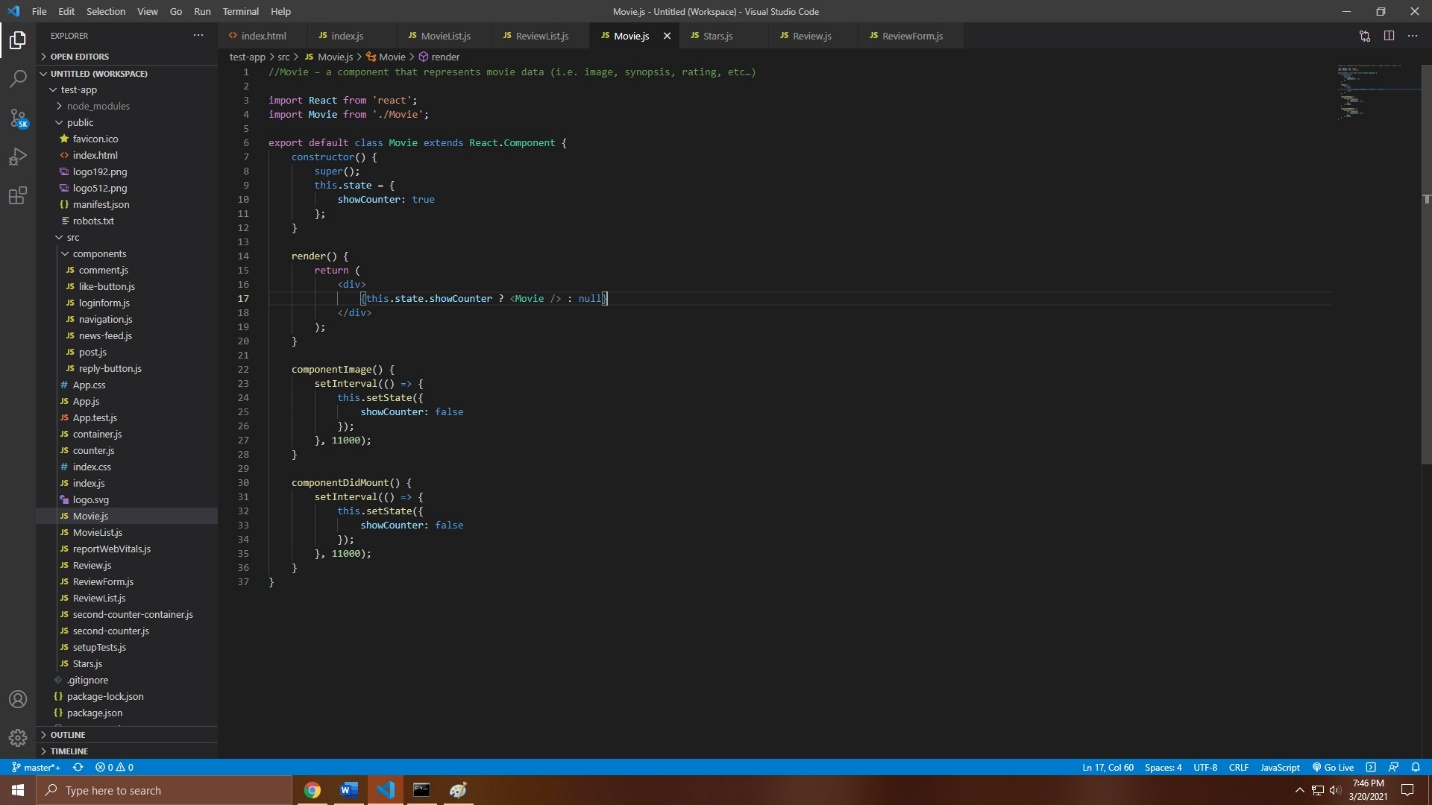 File Edit Selection View Go Run Terminal Help
Movie.js - Untitled (Workspace) - Visual Studio Code
EXPLORER
OPEN EDITORS
UNTITLED (WORKSPACE)
test-app
node_modules
public
favicon.ico
index.html
logo192.png
logo512.png
manifest.json
robots.txt
src
components
comment.js
like-button.js
loginform.js
navigation.js
news-feed.js
post.js
reply-button.js
App.css
App.js
App.test.js
container.js
counter.js
index.css
index.js
logo.svg
Movie.js
MovieList.js
reportWebVitals.js
Review.js
ReviewForm.js
ReviewList.js
second-counter-container.js
second-counter.js
setupTests.js
Stars.js
.gitignore
package-lock.json
package.json
OUTLINE
TIMELINE
index.html JS index.js JS MovieList.js JS ReviewList.js JS Movie.js JS Stars.js JS Review.js JS ReviewForm.js
test-app > src > JS Movie.js > Movie > render
1 //Movie – a component that represents movie data (i.e. image, synopsis, rating, etc…)
2
3 import React from 'react';
4 import Movie from './Movie';
5
6 export default class Movie extends React.Component {
7 constructor() {
8 super();
9 this.state = {
10 showCounter: true
11 };
12 }
13
14 render() {
15 return (
16 <div>
17 {this.state.showCounter ? <Movie /> : null}
18 </div>
19 );
20 }
21
22 componentImage() {
23 setInterval(() => {
24 this.setState({
25 showCounter: false
26 });
27 }, 11000);
28 }
29
30 componentDidMount() {
31 setInterval(() => {
32 this.setState({
33 showCounter: false
34 });
35 }, 11000);
36 }
37 }
master*+ 0 0 Ln 17, Col 60 Spaces: 4 UTF-8 CRLF JavaScript Go Live
Type here to search
7:46 PM
3/20/2021